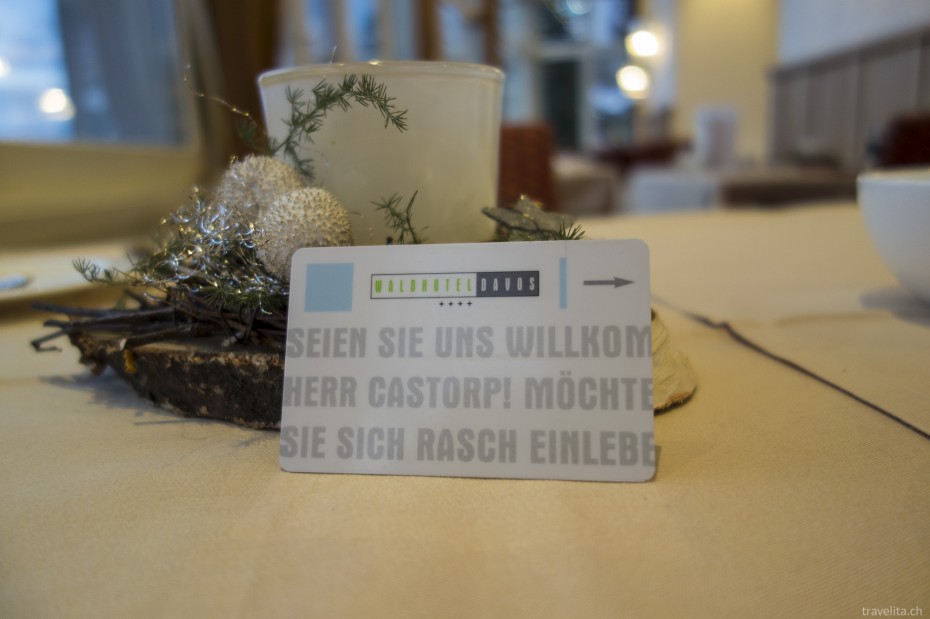 WALDHOTEL DAVOS
SEIEN SIE UNS WILLKOM
HERR CASTORP! MÖCHTE
SIE SICH RASCH EINLEBE
travelita.ch